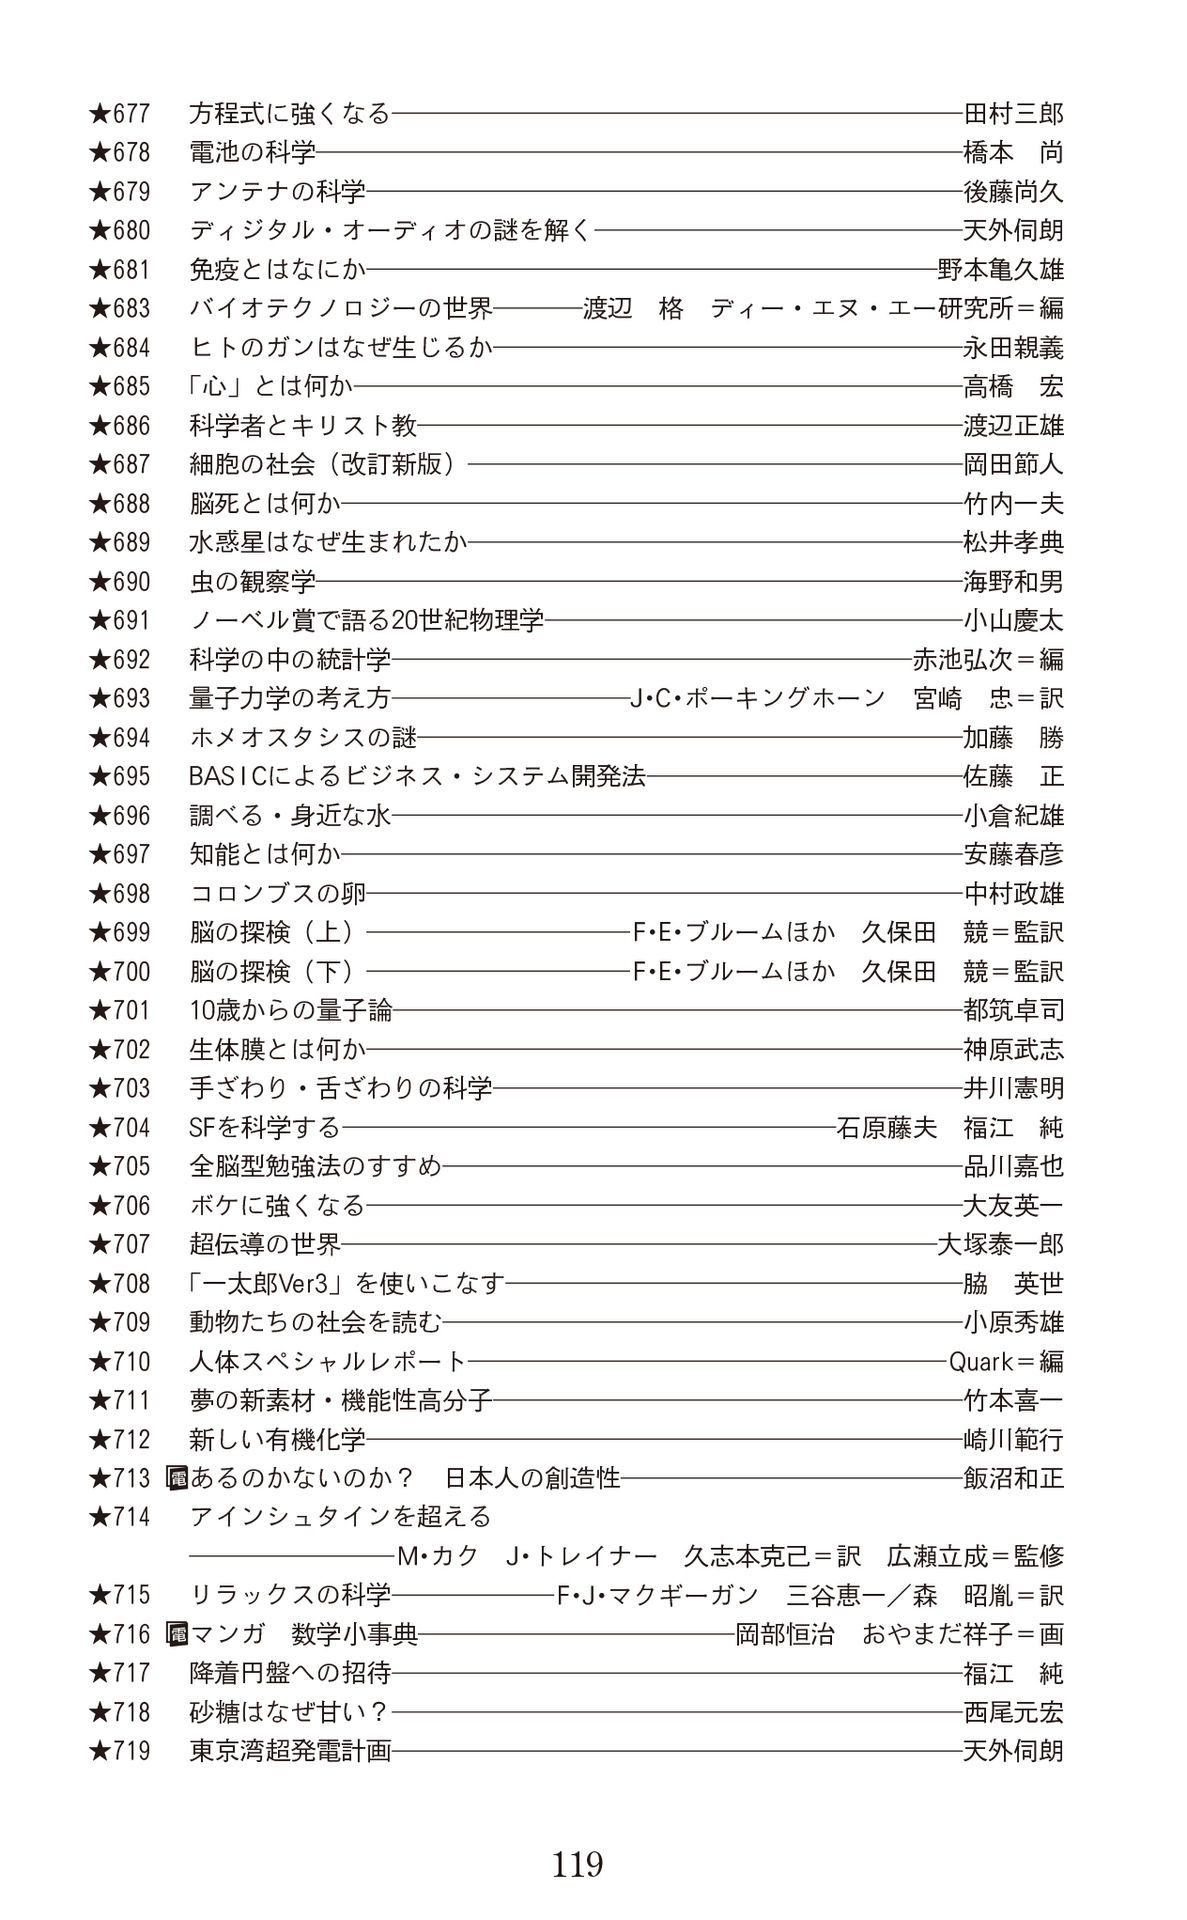 ★677 方程式に強くなる――田村三郎
★678 電池の科学――橋本　尚
★679 アンテナの科学――後藤尚久
★680 ディジタル・オーディオの謎を解く――天外伺朗
★681 免疫とはなにか――野本亀久雄
★683 バイオテクノロジーの世界――渡辺　格　ディー・エヌ・エー研究所＝編
★684 ヒトのガンはなぜ生じるか――永田親義
★685 「心」とは何か――高橋　宏
★686 科学者とキリスト教――渡辺正雄
★687 細胞の社会（改訂新版）――岡田節人
★688 脳死とは何か――竹内一夫
★689 水惑星はなぜ生まれたか――松井孝典
★690 虫の観察学――海野和男
★691 ノーベル賞で語る20世紀物理学――小山慶太
★692 科学の中の統計学――赤池弘次＝編
★693 量子力学の考え方――J・C・ポーキングホーン　宮崎　忠＝訳
★694 ホメオスタシスの謎――加藤　勝
★695 BASICによるビジネス・システム開発法――佐藤　正
★696 調べる・身近な水――小倉紀雄
★697 知能とは何か――安藤春彦
★698 コロンブスの卵――中村政雄
★699 脳の探検（上）――F・E・ブルームほか　久保田　競＝監訳
★700 脳の探検（下）――F・E・ブルームほか　久保田　競＝監訳
★701 10歳からの量子論――都筑卓司
★702 生体膜とは何か――神原武志
★703 手ざわり・舌ざわりの科学――井川憲明
★704 SFを科学する――石原藤夫　福江　純
★705 全脳型勉強法のすすめ――品川嘉也
★706 ボケに強くなる――大友英一
★707 超伝導の世界――大塚泰一郎
★708 「一太郎Ver3」を使いこなす――脇　英世
★709 動物たちの社会を読む――小原秀雄
★710 人体スペシャルレポート――Quark＝編
★711 夢の新素材・機能性高分子――竹本喜一
★712 新しい有機化学――崎川範行
★713 電 あるのかないのか？　日本人の創造性――飯沼和正
★714 アインシュタインを超える
――M・カク　J・トレイナー　久志本克己＝訳　広瀬立成＝監修
★715 リラックスの科学――F・J・マクギーガン　三谷恵一／森　昭胤＝訳
★716 電 マンガ　数学小事典――岡部恒治　おやまだ祥子＝画
★717 降着円盤への招待――福江　純
★718 砂糖はなぜ甘い？――西尾元宏
★719 東京湾超発電計画――天外伺朗
119